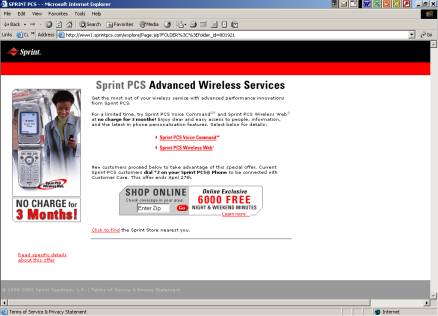 SPRINT PCS - - Microsoft Internet Explorer
File Edit View Favorites Tools Help
Back Search Favorites Media
Links Address http://www1.sprintpcs.com/explore/Page.jsp?FOLDER%3C%3Efolder_id=801921 Go
Sprint.
Sprint PCS Advanced Wireless Services
Get the most out of your wireless service with advanced performance innovations
from Sprint PCS.
For a limited time, try Sprint PCS Voice Command℠ and Sprint PCS Wireless Web®
at no charge for 3 months! Enjoy clear and easy access to people, information,
and the latest in phone personalization features. Select below for details:
Sprint PCS Voice Command℠
Sprint PCS Wireless Web®
New customers proceed below to take advantage of this special offer. Current
Sprint PCS customers dial *2 on your Sprint PCS® Phone to be connected with
Customer Care. This offer ends April 27th.
Sprint PCS
Wireless Web
NO CHARGE for
3 Months!
SHOP ONLINE
Check coverage in your area.
Enter Zip Go
Online Exclusive
6000 FREE
NIGHT & WEEKEND MINUTES
Learn more...
Click to find the Sprint Store nearest you.
Read specific details
about this offer
L.P. | Terms of Service & Privacy Statement
Terms of Service & Privacy Statement Internet